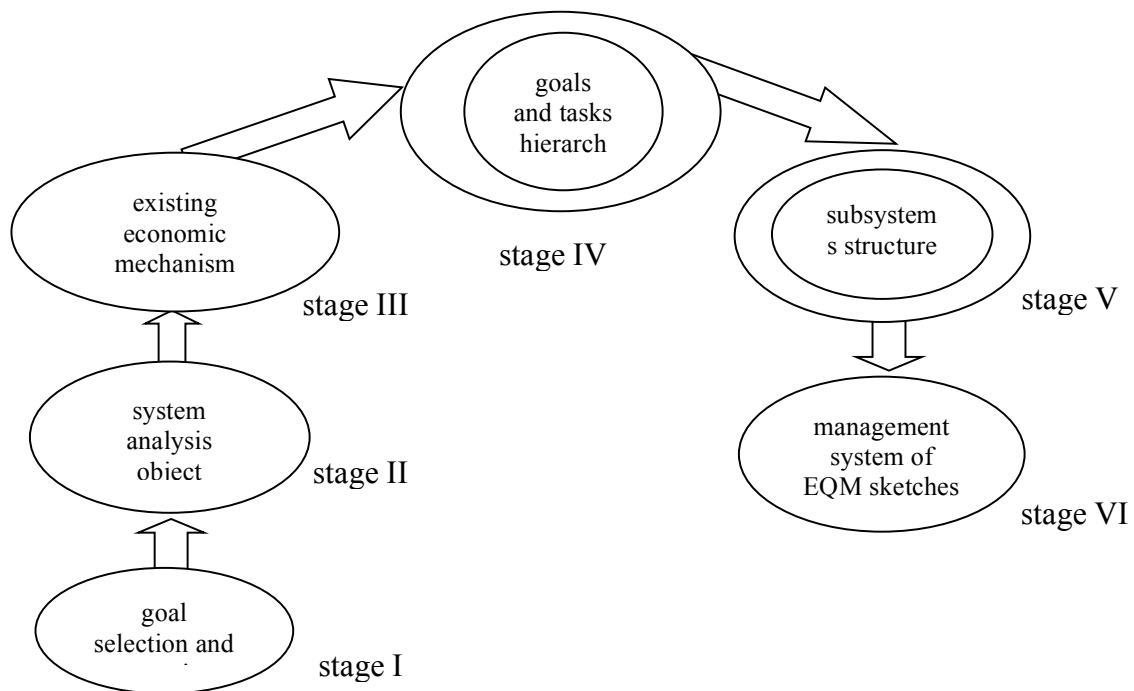 goal
selection and
stage I
system
analysis
object
stage II
existing
economic
mechanism
stage III
goals
and tasks
hierarch
stage IV
subsystem
s structure
stage V
management
system of
EQM sketches
stage VI